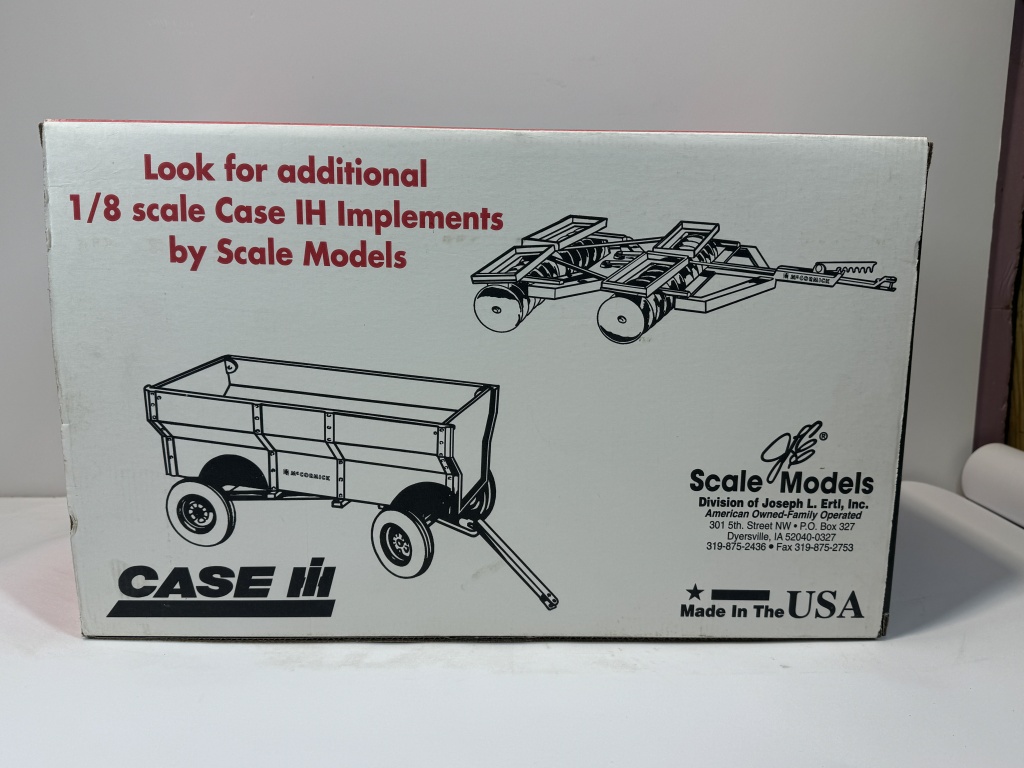 Look for additional
1/8 scale Case IH Implements
by Scale Models
McCORMICK
McCORMICK
JLE®
Scale Models
Division of Joseph L. Ertl, Inc.
American Owned-Family Operated
301 5th. Street NW • P.O. Box 327
Dyersville, IA 52040-0327
319-875-2436 • Fax 319-875-2753
CASE IH
Made In The USA